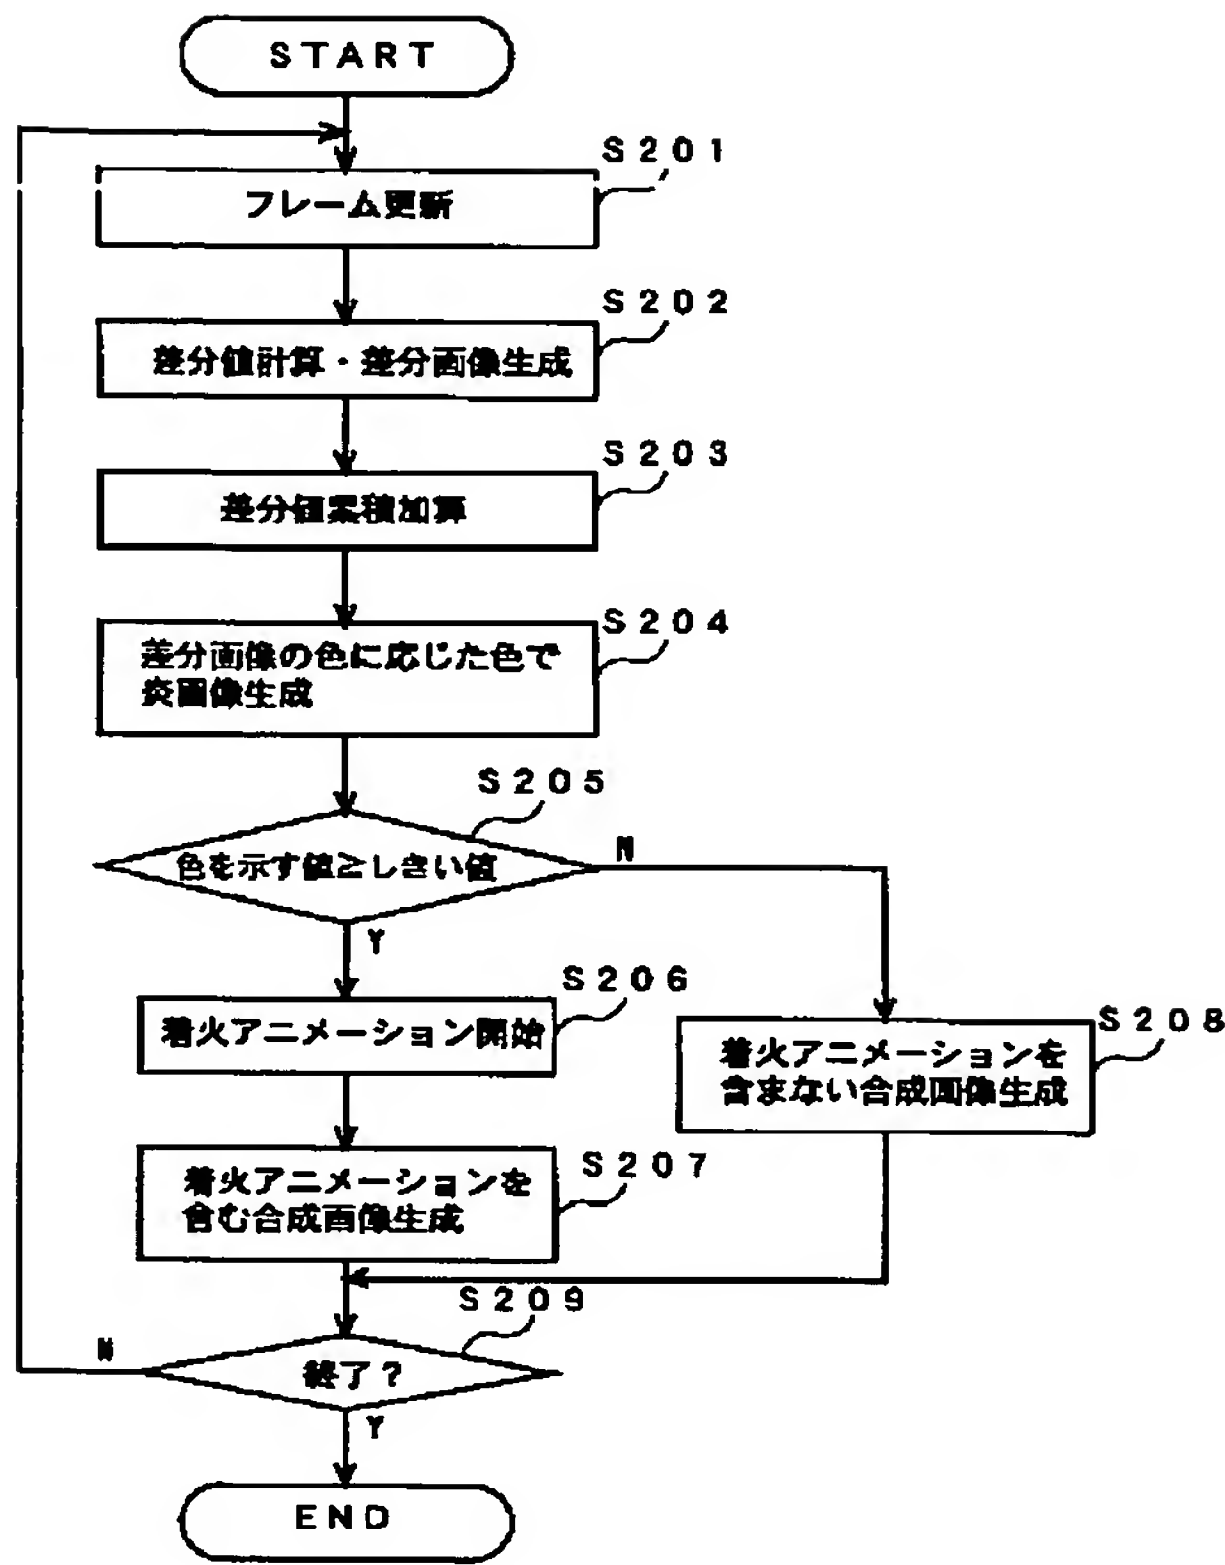 START
S201
フレーム更新
S202
差分値計算・差分画像生成
S203
差分値累積加算
S204
差分画像の色に応じた色で
炎画像生成
S205
色を示す値≧しきい値
N
Y
S206
着火アニメーション開始
S208
着火アニメーションを
含まない合成画像生成
S207
着火アニメーションを
含む合成画像生成
S209
N
終了?
Y
END